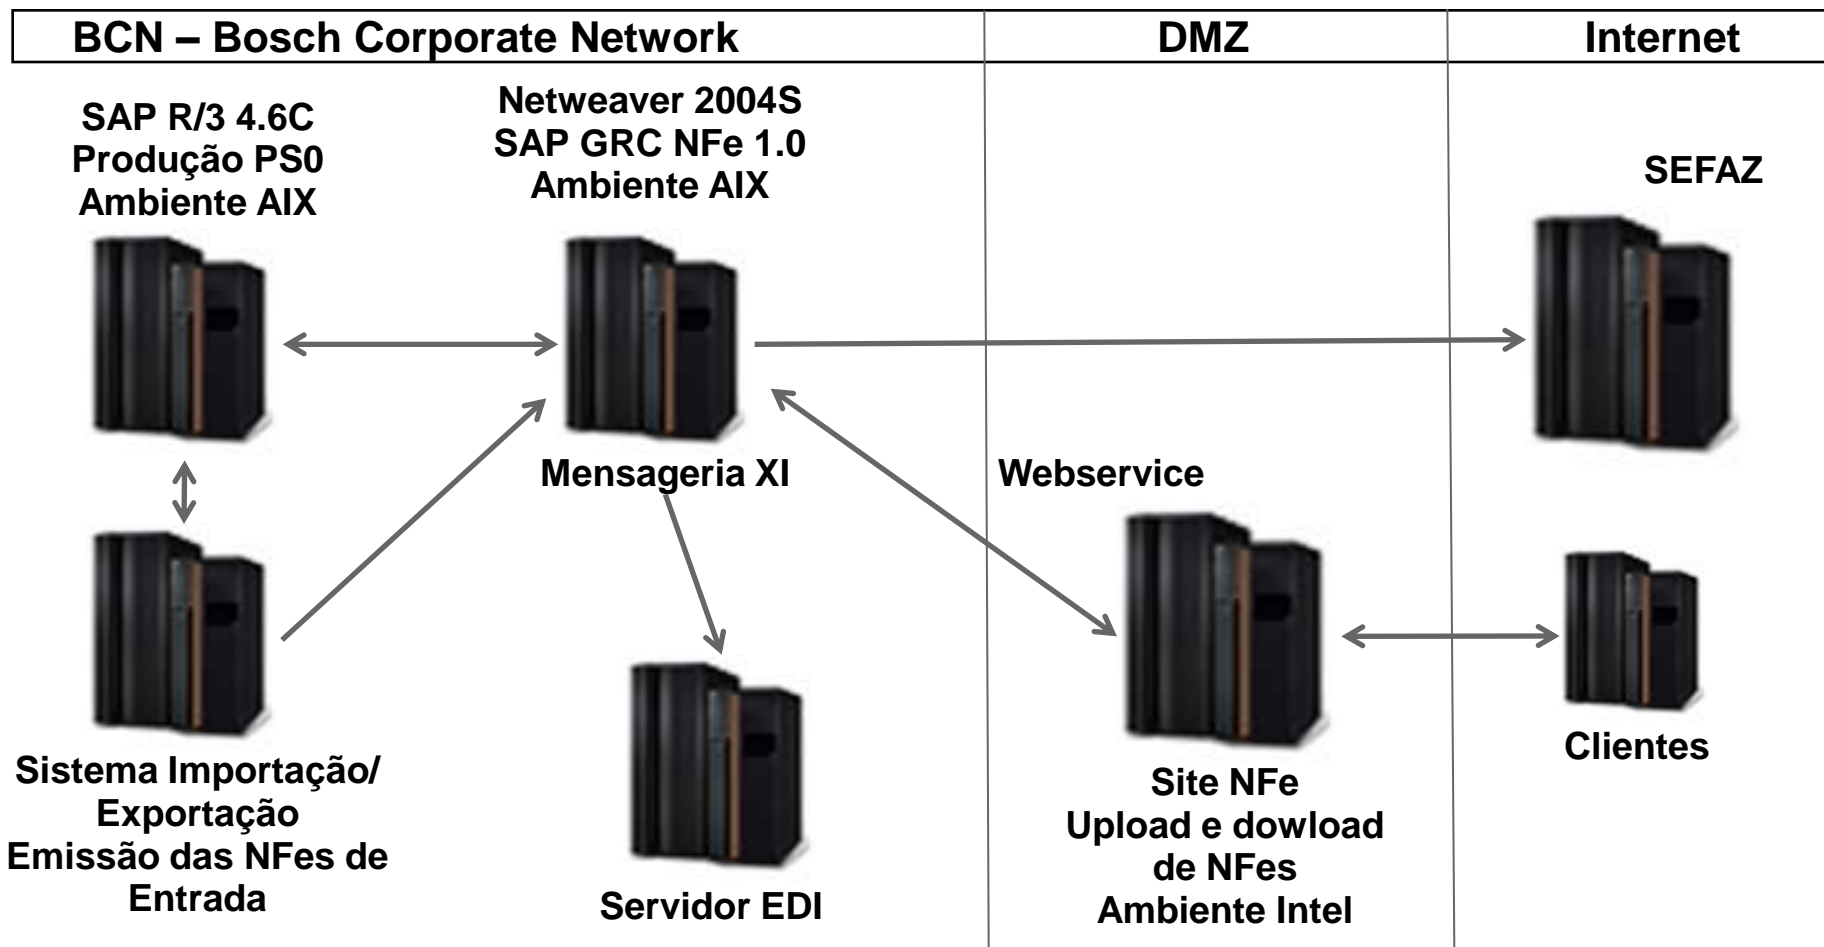 BCN – Bosch Corporate Network
DMZ
Internet
SAP R/3 4.6C
Produção PS0
Ambiente AIX
Netweaver 2004S
SAP GRC NFe 1.0
Ambiente AIX
SEFAZ
Mensageria XI
Webservice
Sistema Importação/
Exportação
Emissão das NFes de
Entrada
Servidor EDI
Site NFe
Upload e dowload
de NFes
Ambiente Intel
Clientes